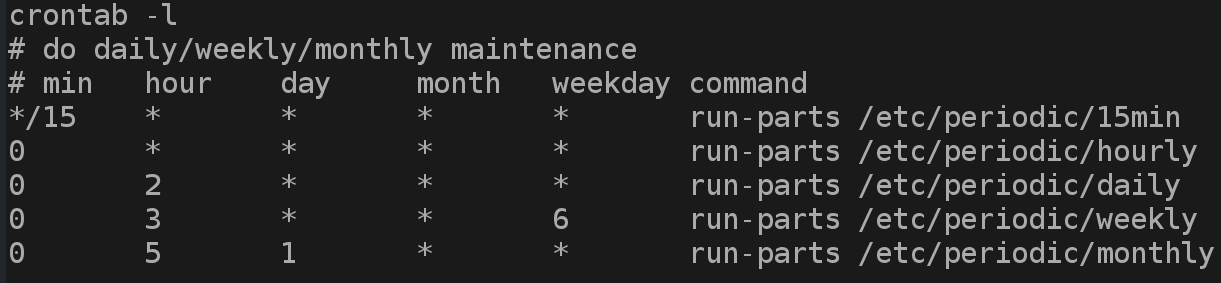 crontab -l
# do daily/weekly/monthly maintenance
# min   hour    day     month   weekday command
*/15    *       *       *       *       run-parts /etc/periodic/15min
0       *       *       *       *       run-parts /etc/periodic/hourly
0       2       *       *       *       run-parts /etc/periodic/daily
0       3       *       *       6       run-parts /etc/periodic/weekly
0       5       1       *       *       run-parts /etc/periodic/monthly